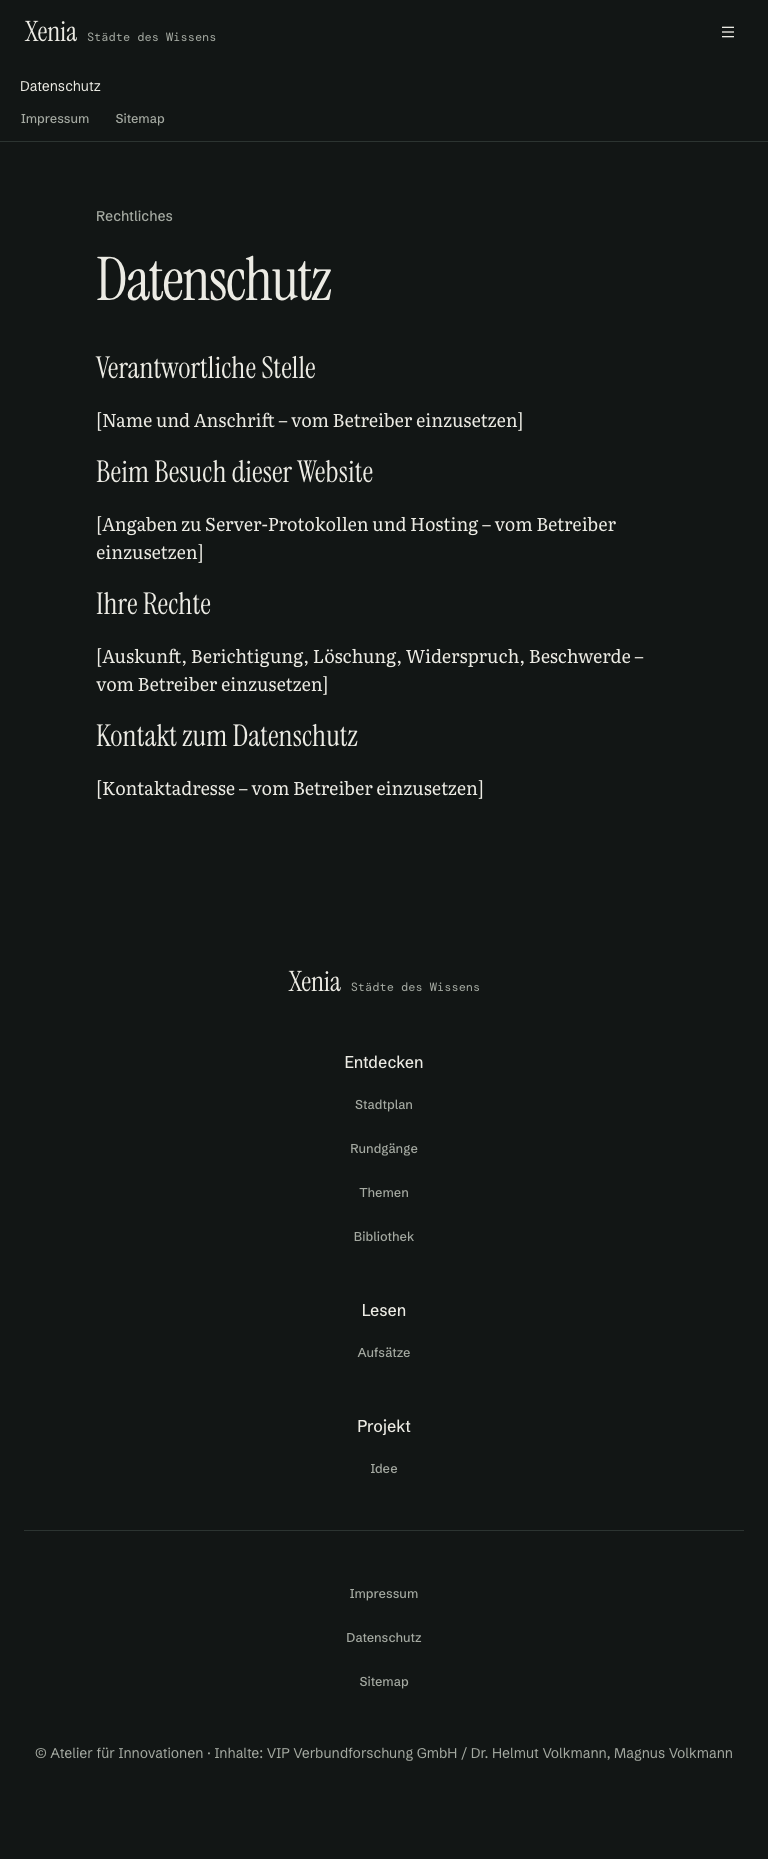 Xenia Städte des Wissens
Datenschutz
Impressum Sitemap
Rechtliches
Datenschutz
Verantwortliche Stelle
[Name und Anschrift – vom Betreiber einzusetzen]
Beim Besuch dieser Website
[Angaben zu Server-Protokollen und Hosting – vom Betreiber
einzusetzen]
Ihre Rechte
[Auskunft, Berichtigung, Löschung, Widerspruch, Beschwerde –
vom Betreiber einzusetzen]
Kontakt zum Datenschutz
[Kontaktadresse – vom Betreiber einzusetzen]
Xenia Städte des Wissens
Entdecken
Stadtplan
Rundgänge
Themen
Bibliothek
Lesen
Aufsätze
Projekt
Idee
Impressum
Datenschutz
Sitemap
© Atelier für Innovationen · Inhalte: VIP Verbundforschung GmbH / Dr. Helmut Volkmann, Magnus Volkmann